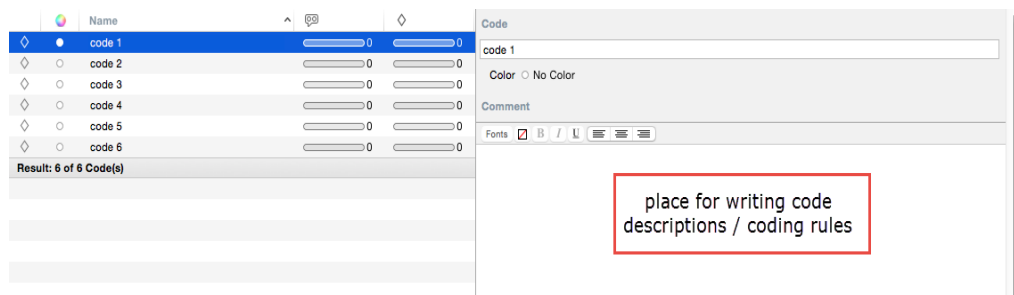 Name
code 1 0 0
code 2 0 0
code 3 0 0
code 4 0 0
code 5 0 0
code 6 0 0
Result: 6 of 6 Code(s)
Code
code 1
Color No Color
Comment
Fonts B I U
place for writing code
descriptions / coding rules